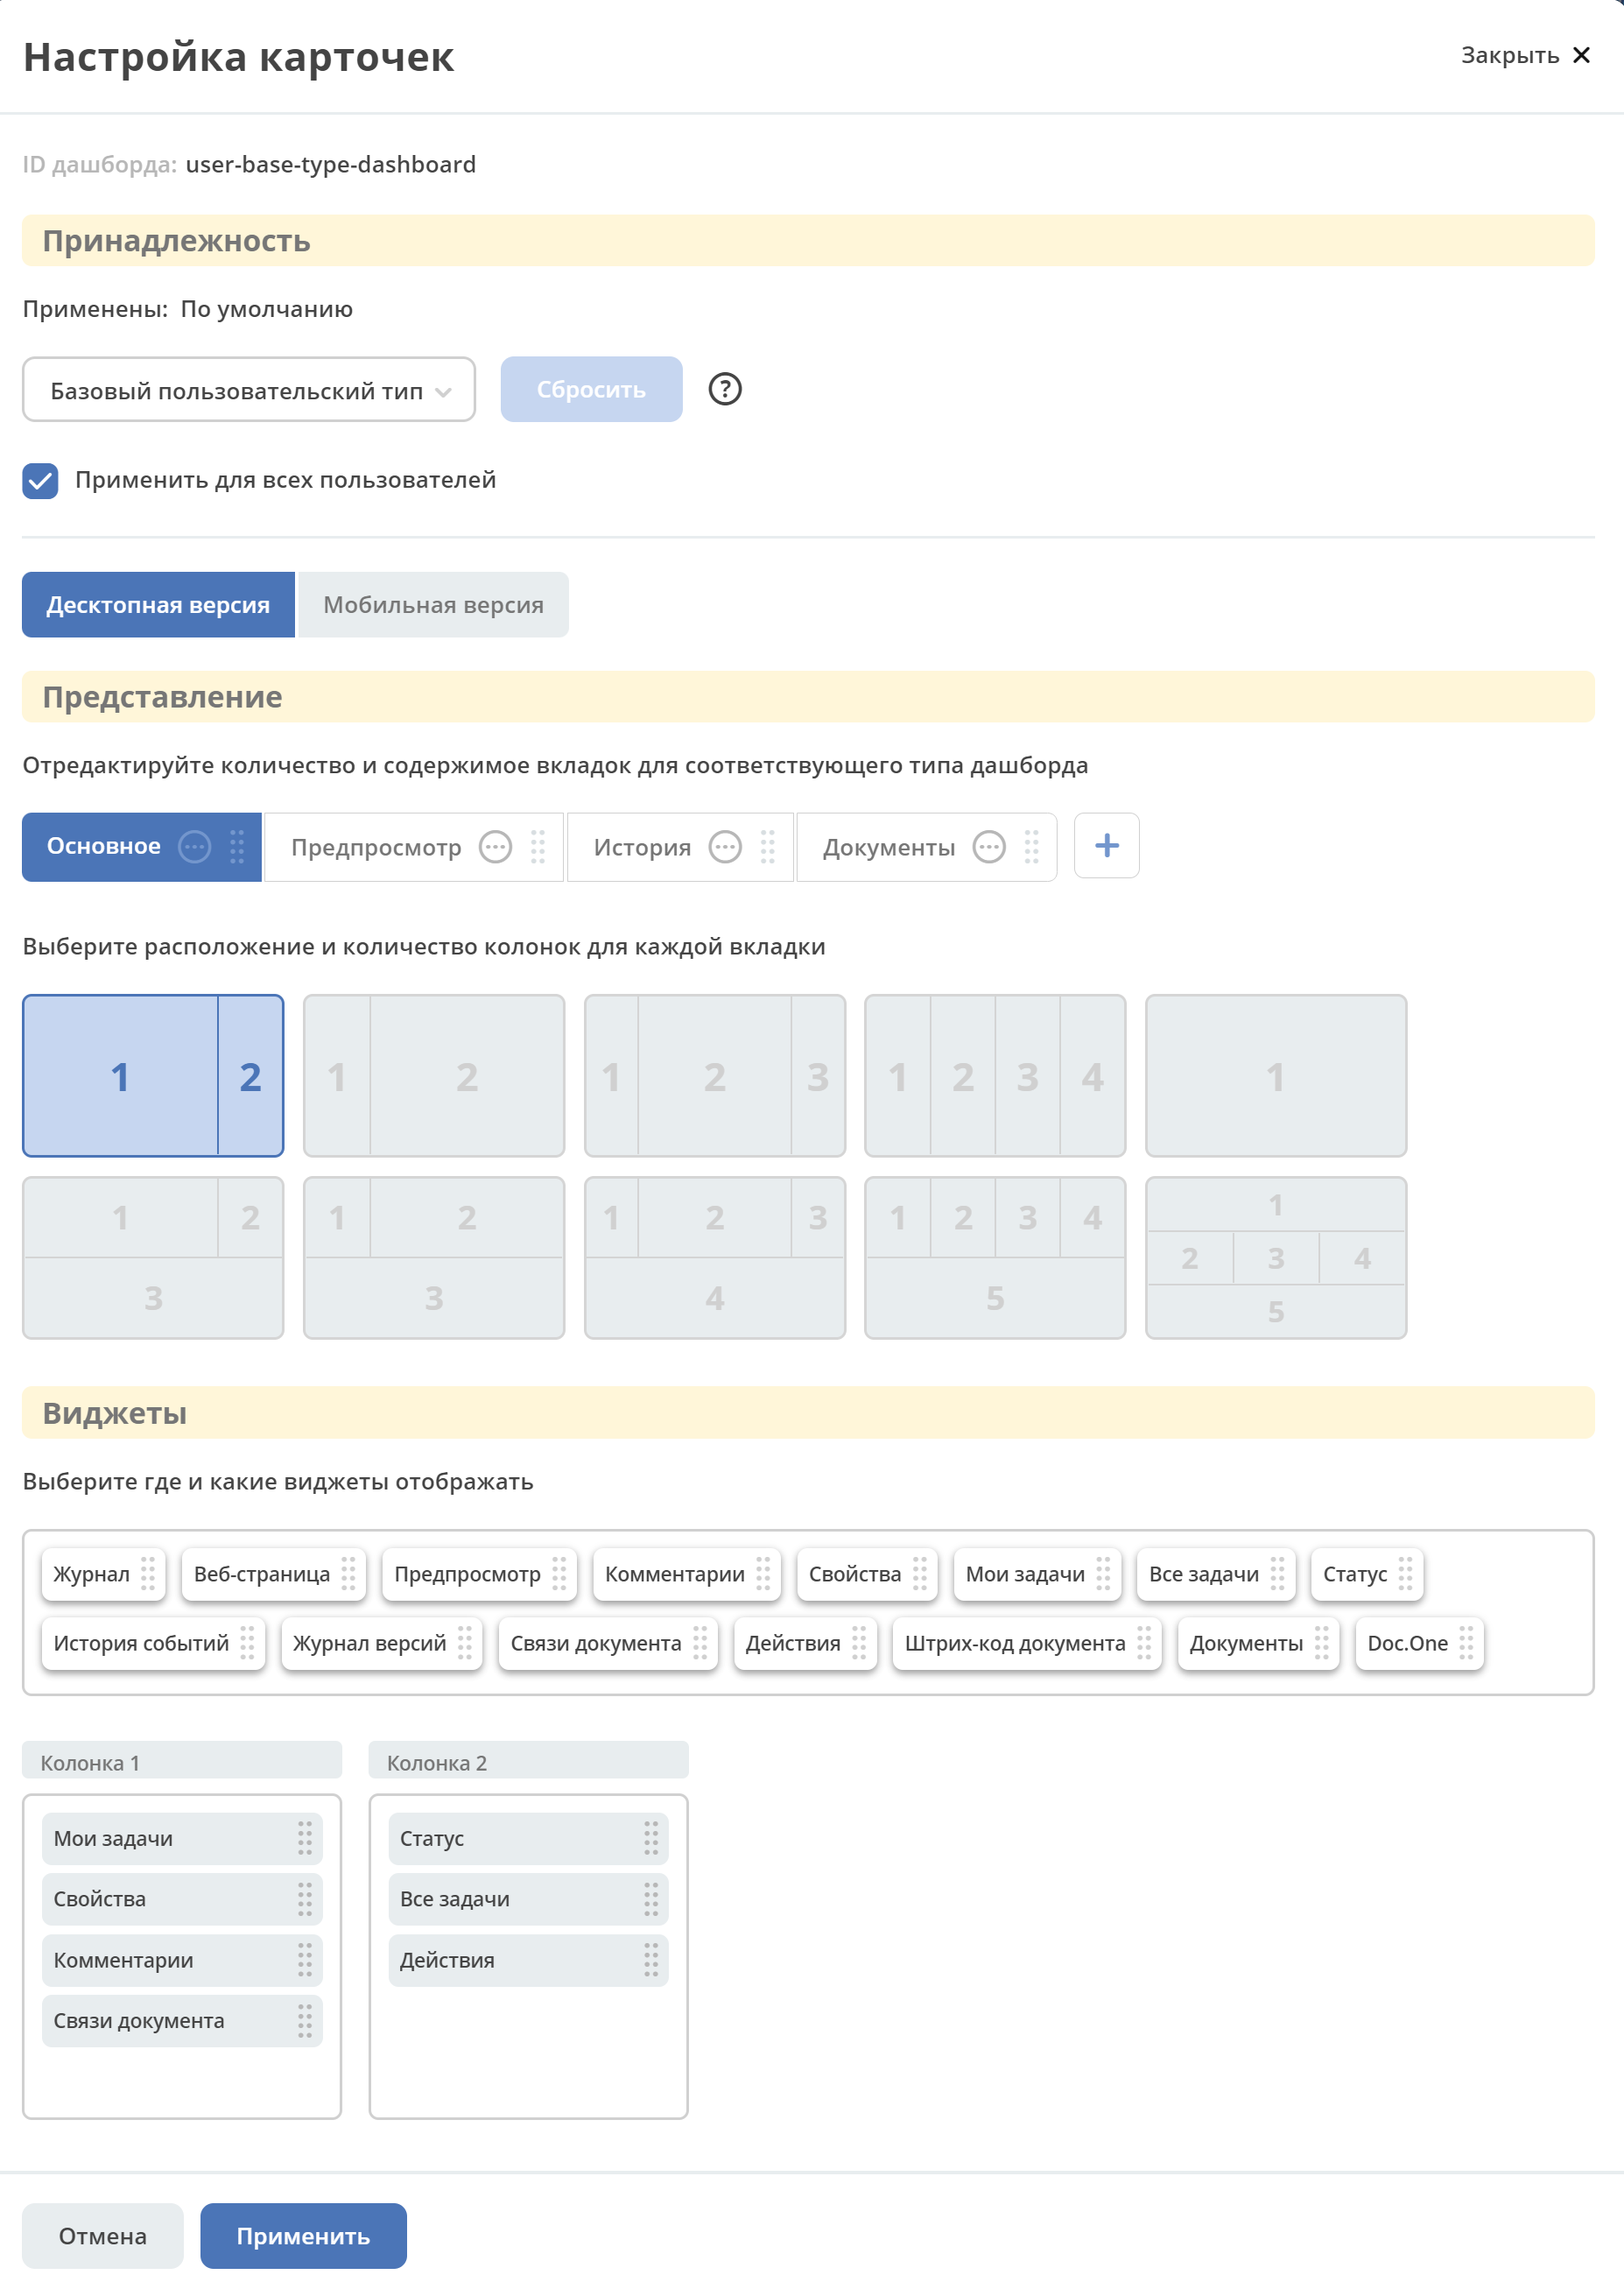 Настройка карточек
Закрыть
ID дашборда: user-base-type-dashboard
Принадлежность
Применены: По умолчанию
Базовый пользовательский тип
Сбросить
?
Применить для всех пользователей
Десктопная версия
Мобильная версия
Представление
Отредактируйте количество и содержимое вкладок для соответствующего типа дашборда
Основное
Предпросмотр
История
Документы
+
Выберите расположение и количество колонок для каждой вкладки
1 2
1 2
1 2 3
1 2 3 4
1
1 2
3
1 2
3
1 2 3
4
1 2 3 4
5
1
2 3 4
5
Виджеты
Выберите где и какие виджеты отображать
Журнал Веб-страница Предпросмотр Комментарии Свойства Мои задачи Все задачи Статус
История событий Журнал версий Связи документа Действия Штрих-код документа Документы Doc.One
Колонка 1
Мои задачи
Свойства
Комментарии
Связи документа
Колонка 2
Статус
Все задачи
Действия
Отмена
Применить